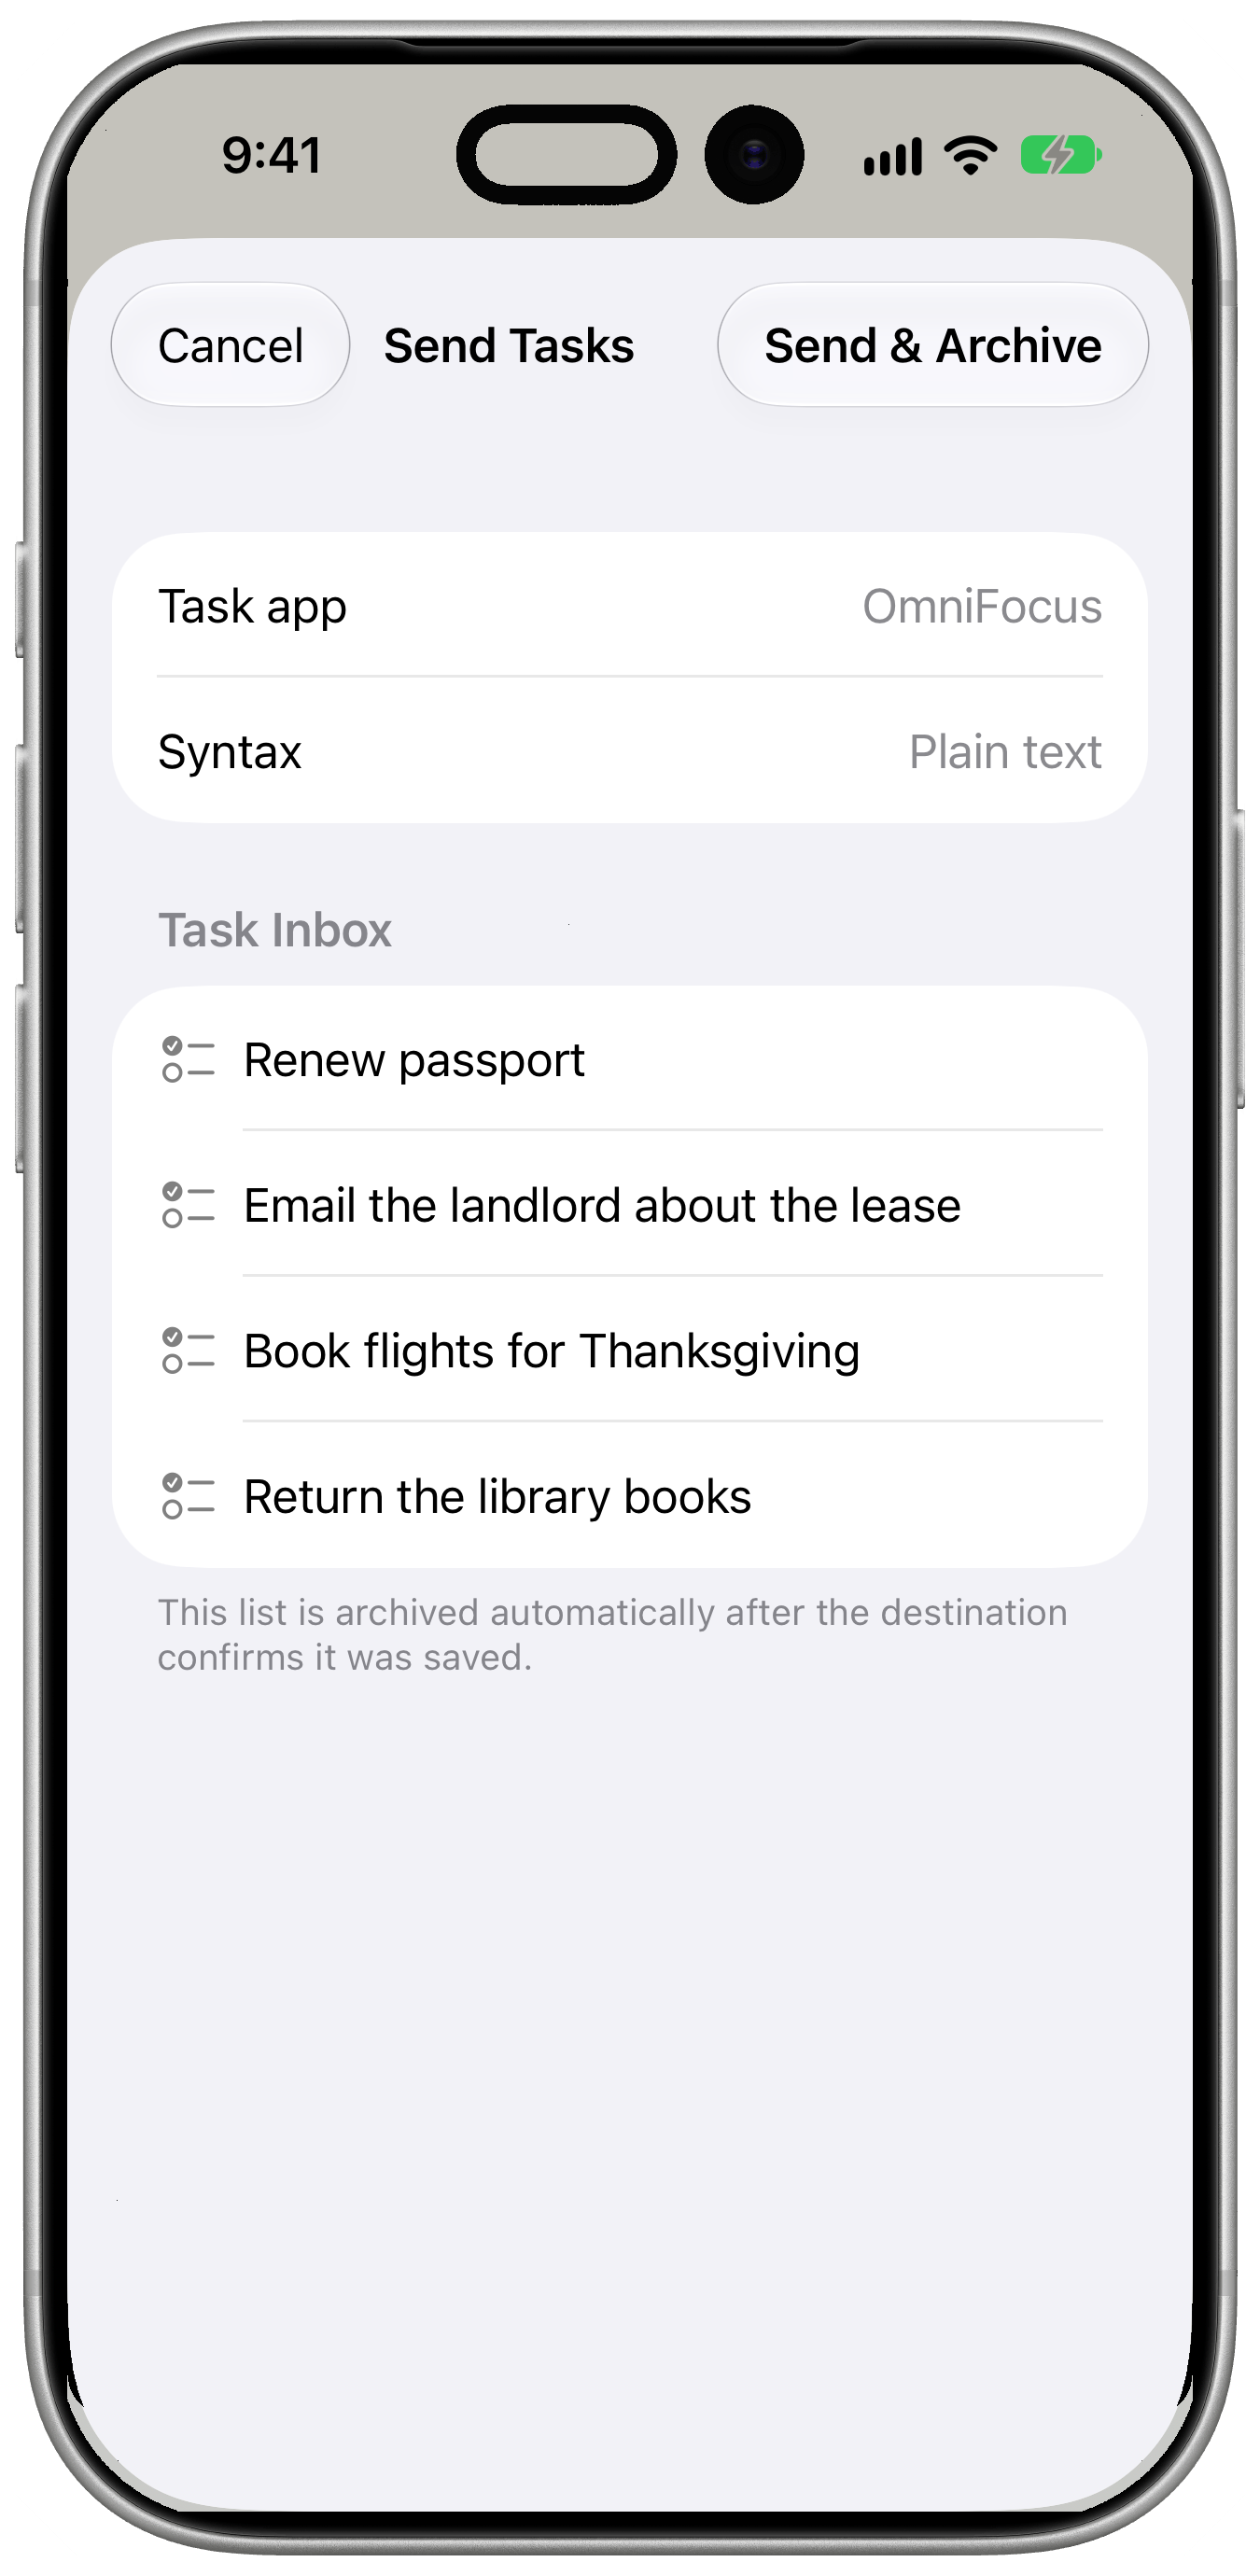 9:41
Cancel Send Tasks Send & Archive
Task app OmniFocus
Syntax Plain text
Task Inbox
Renew passport
Email the landlord about the lease
Book flights for Thanksgiving
Return the library books
This list is archived automatically after the destination
confirms it was saved.